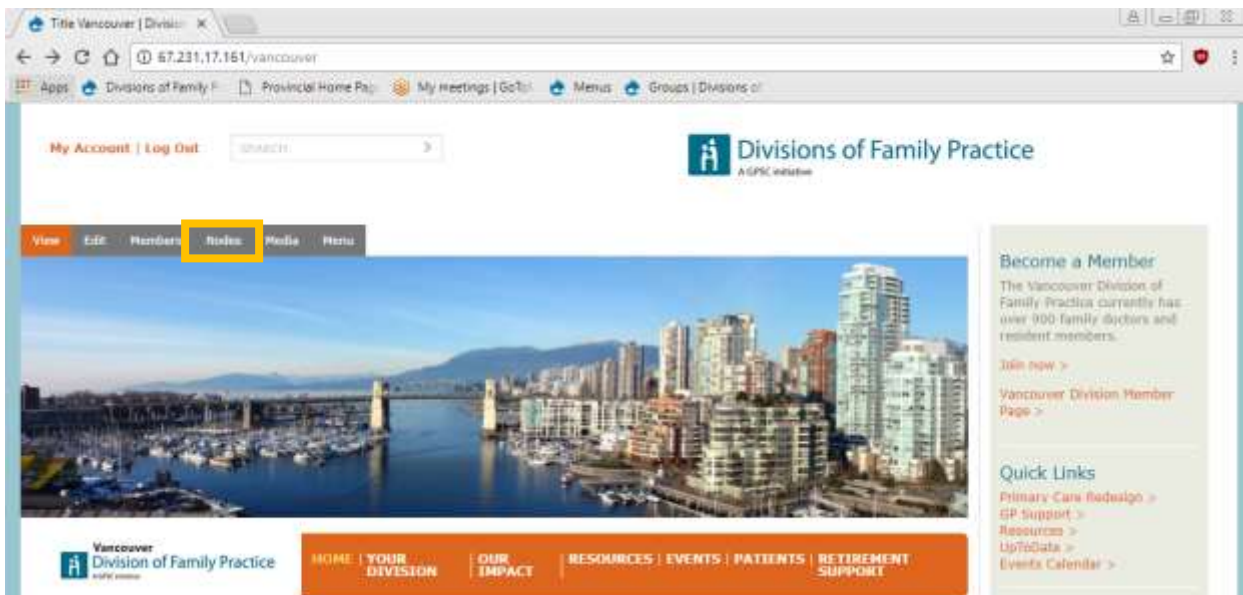 Title Vancouver | Division
67.231.17.161/vancouver
Apps Divisions of Family P Provincial Home Pag My meetings | GoTo Menus Groups | Divisions of
My Account | Log Out SEARCH
Divisions of Family Practice
A GPSC initiative
View Edit Members Nodes Media Menu
Become a Member
The Vancouver Division of
Family Practice currently has
over 900 family doctors and
resident members.
Join now >
Vancouver Division Member
Page >
Quick Links
Primary Care Redesign >
GP Support >
Resources >
UpToDate >
Events Calendar >
Vancouver
Division of Family Practice
A GPSC initiative
HOME | YOUR DIVISION | OUR IMPACT | RESOURCES | EVENTS | PATIENTS | RETIREMENT SUPPORT